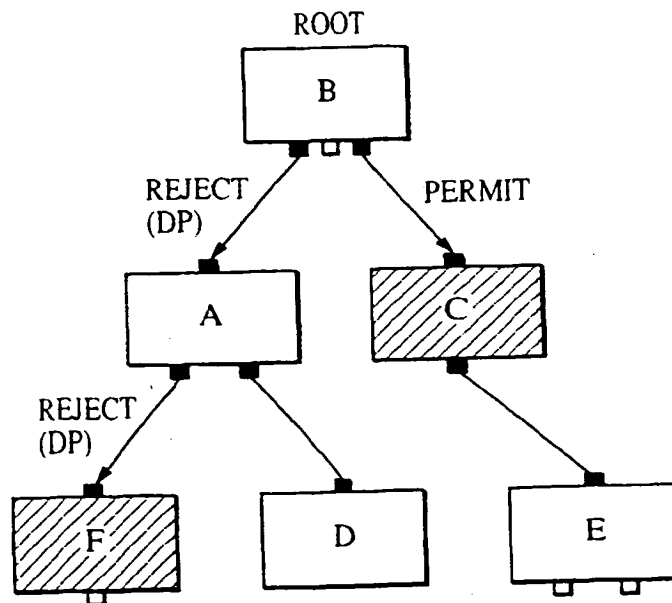 ROOT
B
REJECT
(DP)
PERMIT
A
C
REJECT
(DP)
F
D
E